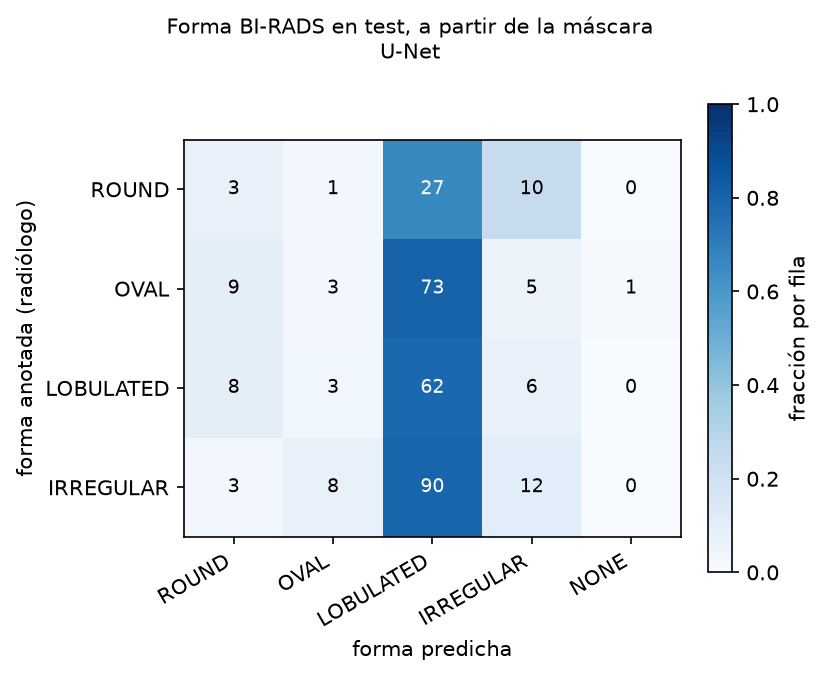 Forma BI-RADS en test, a partir de la máscara
U-Net
forma anotada (radiólogo)
ROUND 3 1 27 10 0
OVAL 9 3 73 5 1
LOBULATED 8 3 62 6 0
IRREGULAR 3 8 90 12 0
ROUND OVAL LOBULATED IRREGULAR NONE
forma predicha
1.0
0.8
0.6
0.4
0.2
0.0
fracción por fila